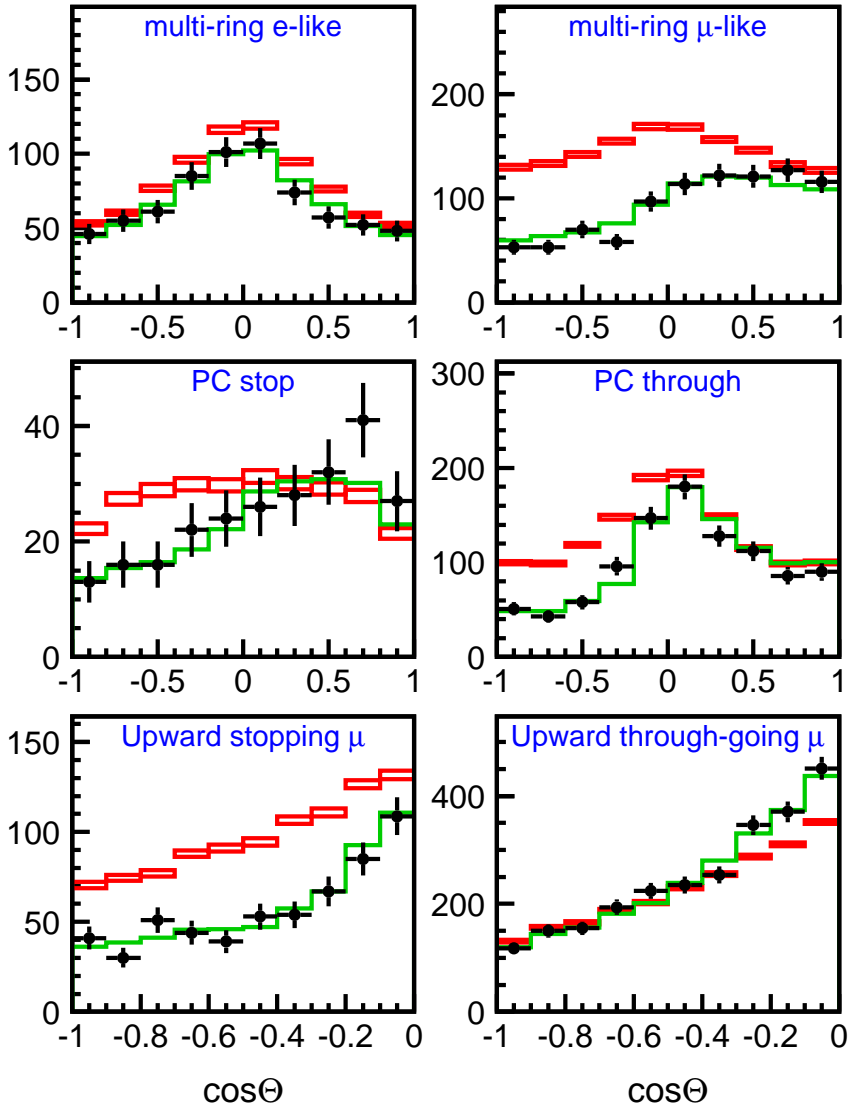 multi-ring e-like
multi-ring μ-like
150
100
50
0
200
100
0
-1 -0.5 0 0.5 1
-1 -0.5 0 0.5 1
PC stop
PC through
40
20
0
300
200
100
0
-1 -0.5 0 0.5 1
-1 -0.5 0 0.5 1
Upward stopping μ
Upward through-going μ
150
100
50
0
400
200
0
-1 -0.8 -0.6 -0.4 -0.2 0
-1 -0.8 -0.6 -0.4 -0.2 0
cosΘ
cosΘ